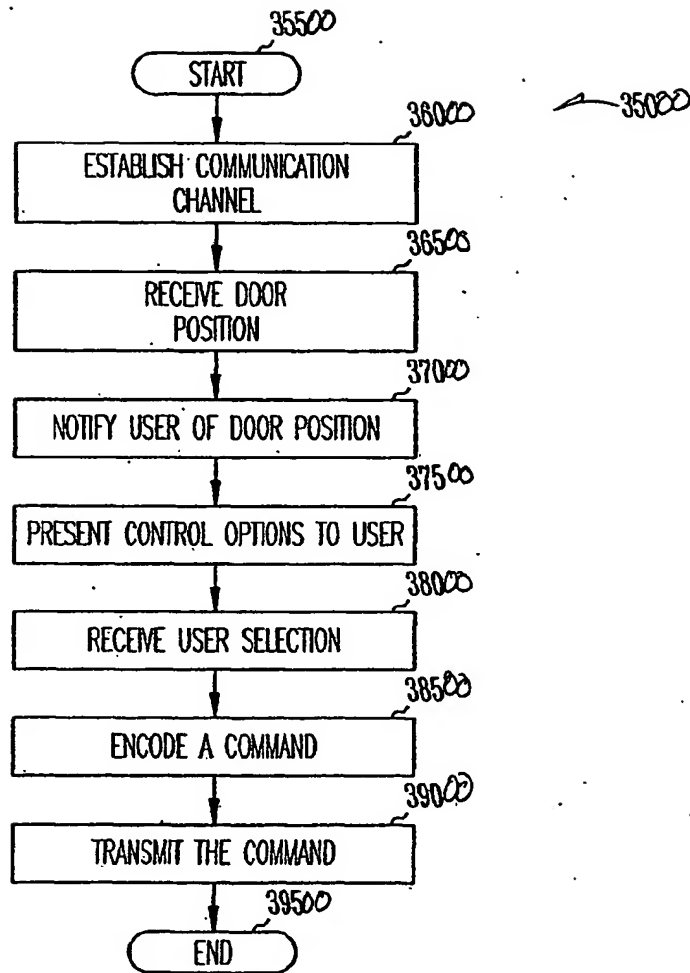 35500
START
35000
36000
ESTABLISH COMMUNICATION
CHANNEL
36500
RECEIVE DOOR
POSITION
37000
NOTIFY USER OF DOOR POSITION
37500
PRESENT CONTROL OPTIONS TO USER
38000
RECEIVE USER SELECTION
38500
ENCODE A COMMAND
39000
TRANSMIT THE COMMAND
39500
END